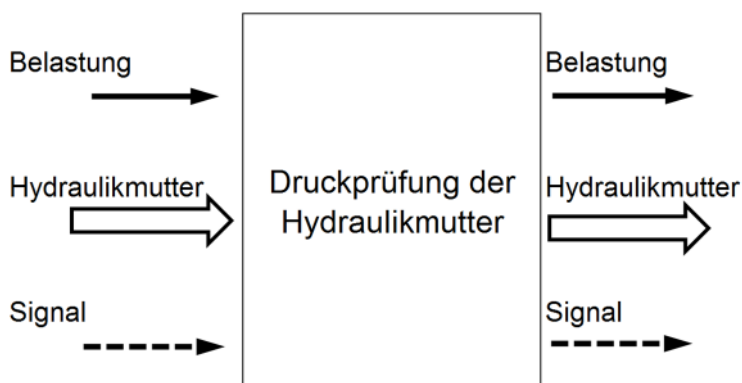 Belastung
Belastung
Hydraulikmutter
Druckprüfung der
Hydraulikmutter
Hydraulikmutter
Signal
Signal